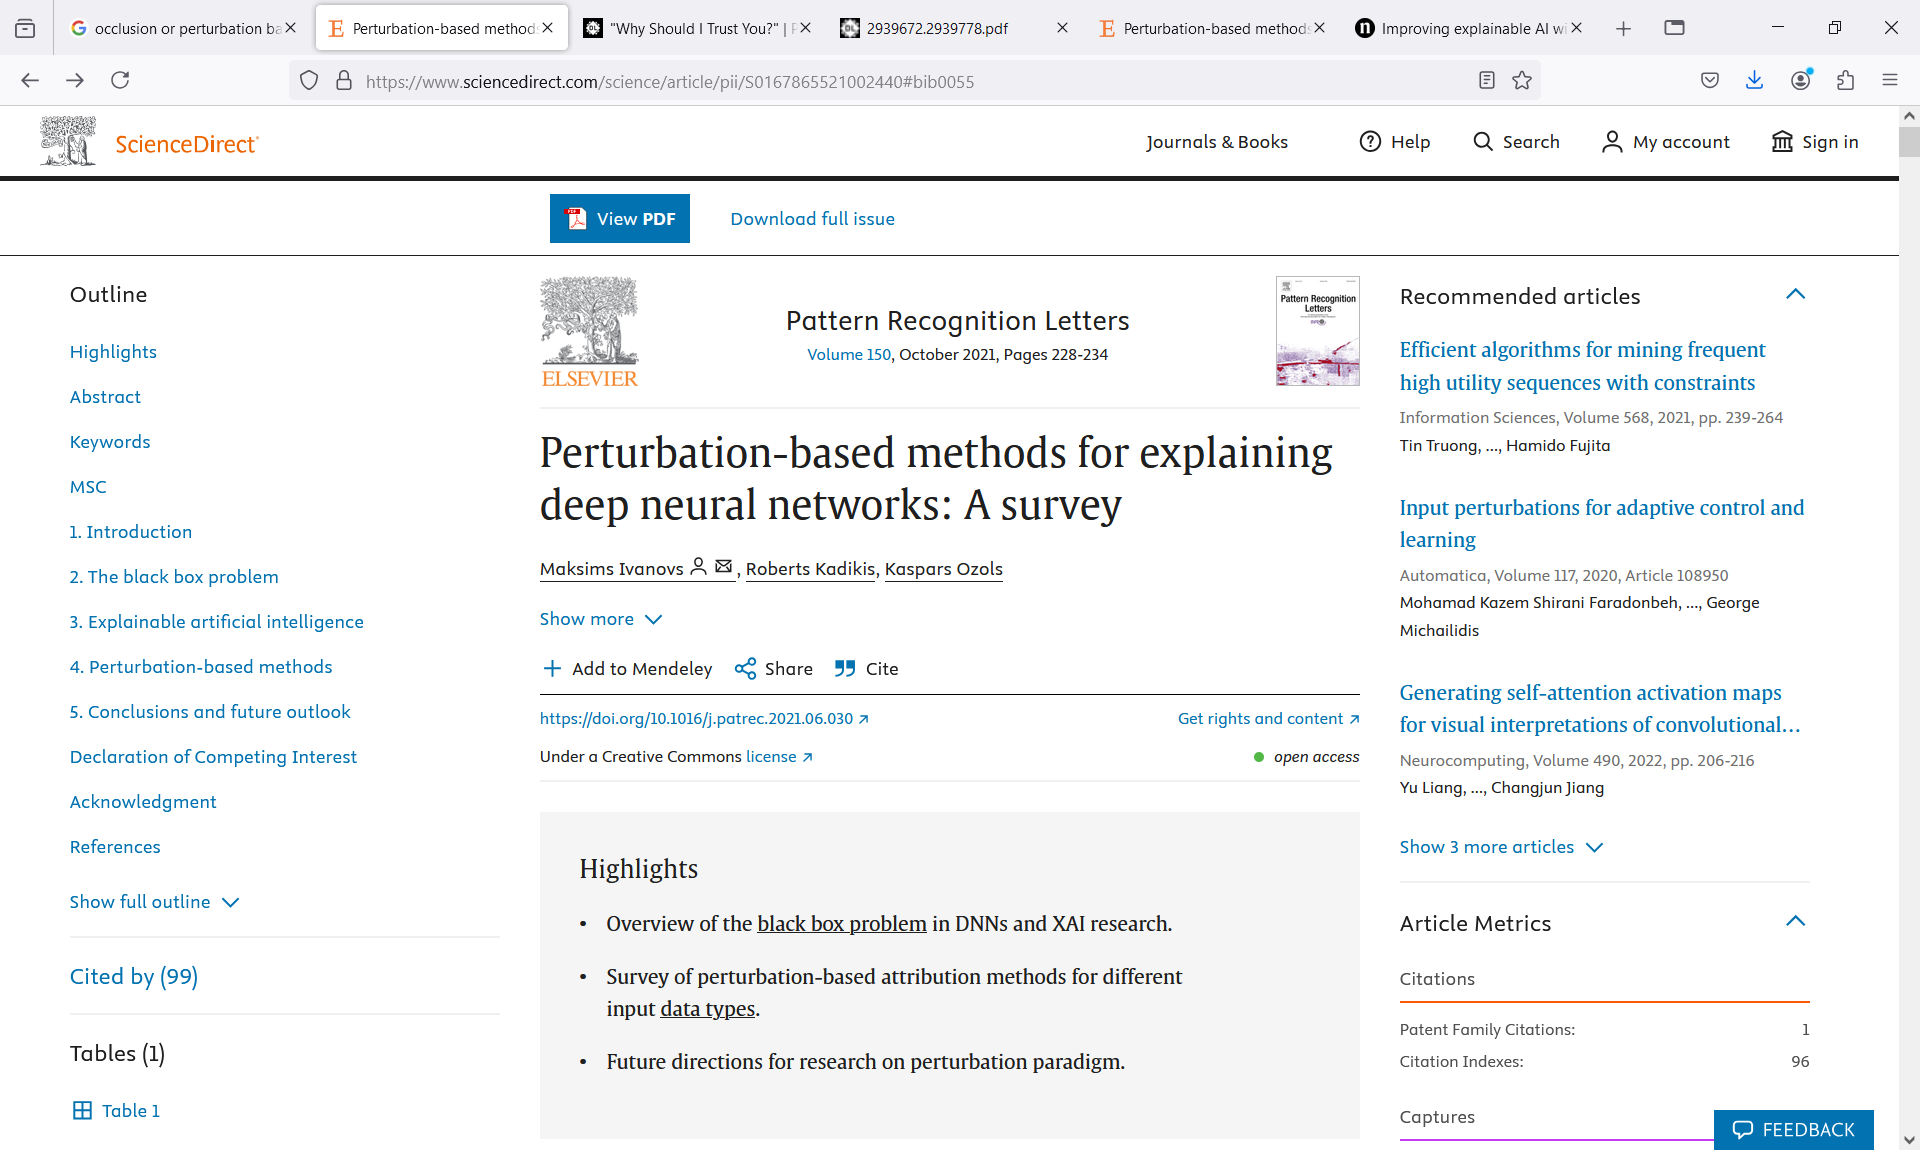 occlusion or perturbation ba
Perturbation-based methods
"Why Should I Trust You?" | P
2939672.2939778.pdf
Perturbation-based methods
Improving explainable AI wi
https://www.sciencedirect.com/science/article/pii/S0167865521002440#bib0055
ScienceDirect
Journals & Books
Help
Search
My account
Sign in
View PDF
Download full issue
Outline
Highlights
Abstract
Keywords
MSC
1. Introduction
2. The black box problem
3. Explainable artificial intelligence
4. Perturbation-based methods
5. Conclusions and future outlook
Declaration of Competing Interest
Acknowledgment
References
Show full outline
Cited by (99)
Tables (1)
Table 1
ELSEVIER
Pattern Recognition Letters
Volume 150, October 2021, Pages 228-234
Pattern Recognition
Letters
Perturbation-based methods for explaining
deep neural networks: A survey
Maksims Ivanovs, Roberts Kadikis, Kaspars Ozols
Show more
Add to Mendeley
Share
Cite
https://doi.org/10.1016/j.patrec.2021.06.030
Get rights and content
Under a Creative Commons license
open access
Highlights
• Overview of the black box problem in DNNs and XAI research.
• Survey of perturbation-based attribution methods for different
input data types.
• Future directions for research on perturbation paradigm.
Recommended articles
Efficient algorithms for mining frequent
high utility sequences with constraints
Information Sciences, Volume 568, 2021, pp. 239-264
Tin Truong, ..., Hamido Fujita
Input perturbations for adaptive control and
learning
Automatica, Volume 117, 2020, Article 108950
Mohamad Kazem Shirani Faradonbeh, ..., George
Michailidis
Generating self-attention activation maps
for visual interpretations of convolutional...
Neurocomputing, Volume 490, 2022, pp. 206-216
Yu Liang, ..., Changjun Jiang
Show 3 more articles
Article Metrics
Citations
Patent Family Citations: 1
Citation Indexes: 96
Captures
FEEDBACK